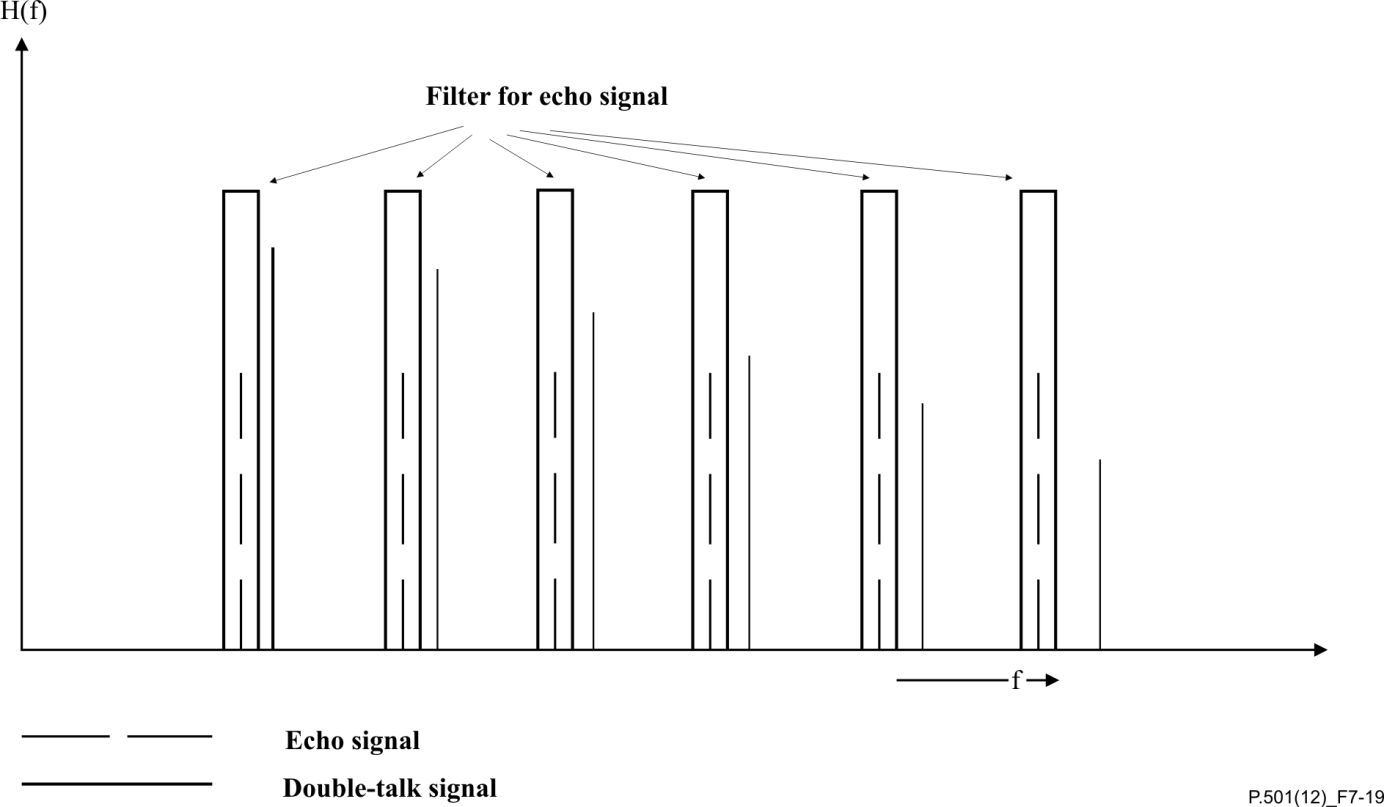 H(f)
Filter for echo signal
f
Echo signal
Double-talk signal
P.501(12)_F7-19